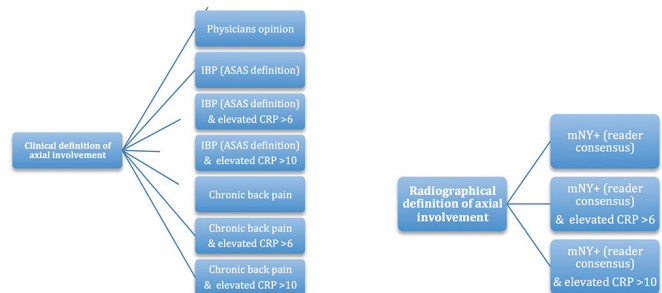 Clinical definition of
axial involvement
Physicians opinion
IBP (ASAS definition)
IBP (ASAS definition)
& elevated CRP >6
IBP (ASAS definition)
& elevated CRP >10
Chronic back pain
Chronic back pain
& elevated CRP >6
Chronic back pain
& elevated CRP >10
Radiographical
definition of axial
involvement
mNY+ (reader
consensus)
mNY+ (reader
consensus)
& elevated CRP >6
mNY+ (reader
consensus)
& elevated CRP >10